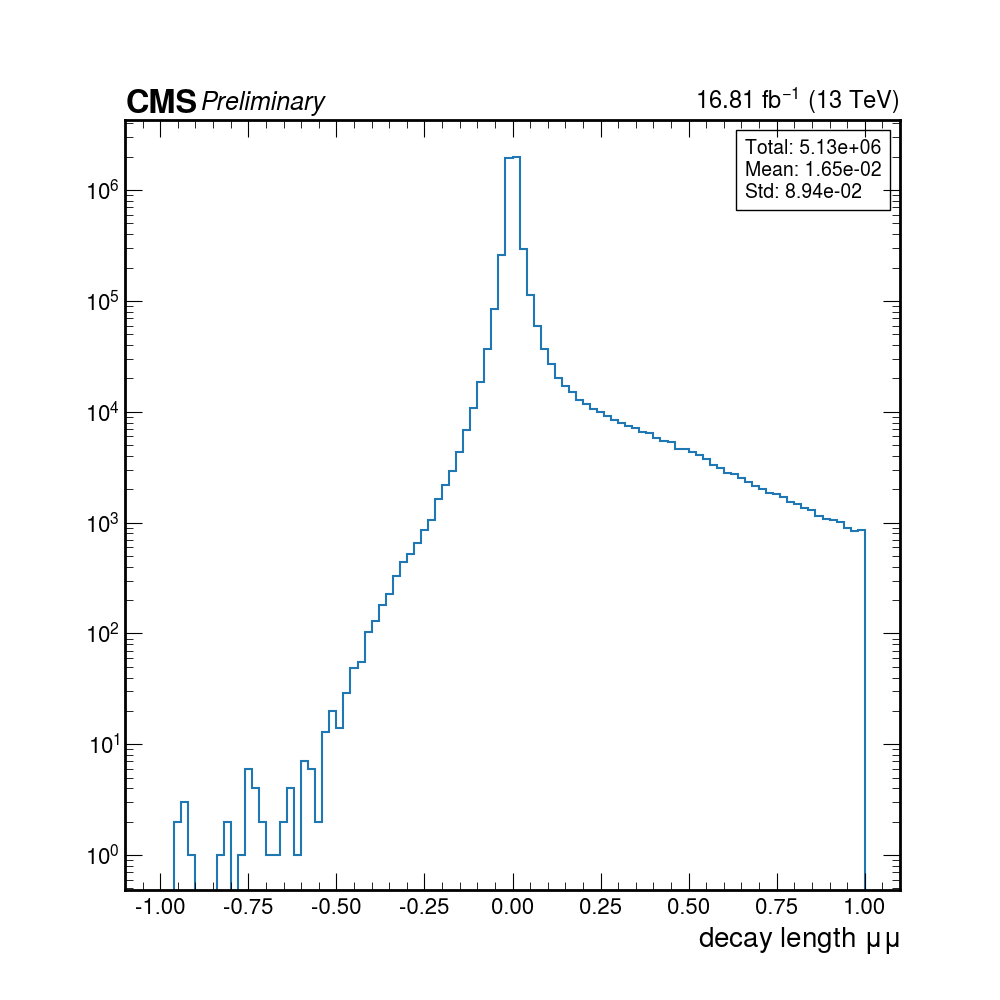 CMS Preliminary 16.81 fb⁻¹ (13 TeV)
Total: 5.13e+06
Mean: 1.65e-02
Std: 8.94e-02
10⁶
10⁵
10⁴
10³
10²
10¹
10⁰
-1.00 -0.75 -0.50 -0.25 0.00 0.25 0.50 0.75 1.00
decay length μμ